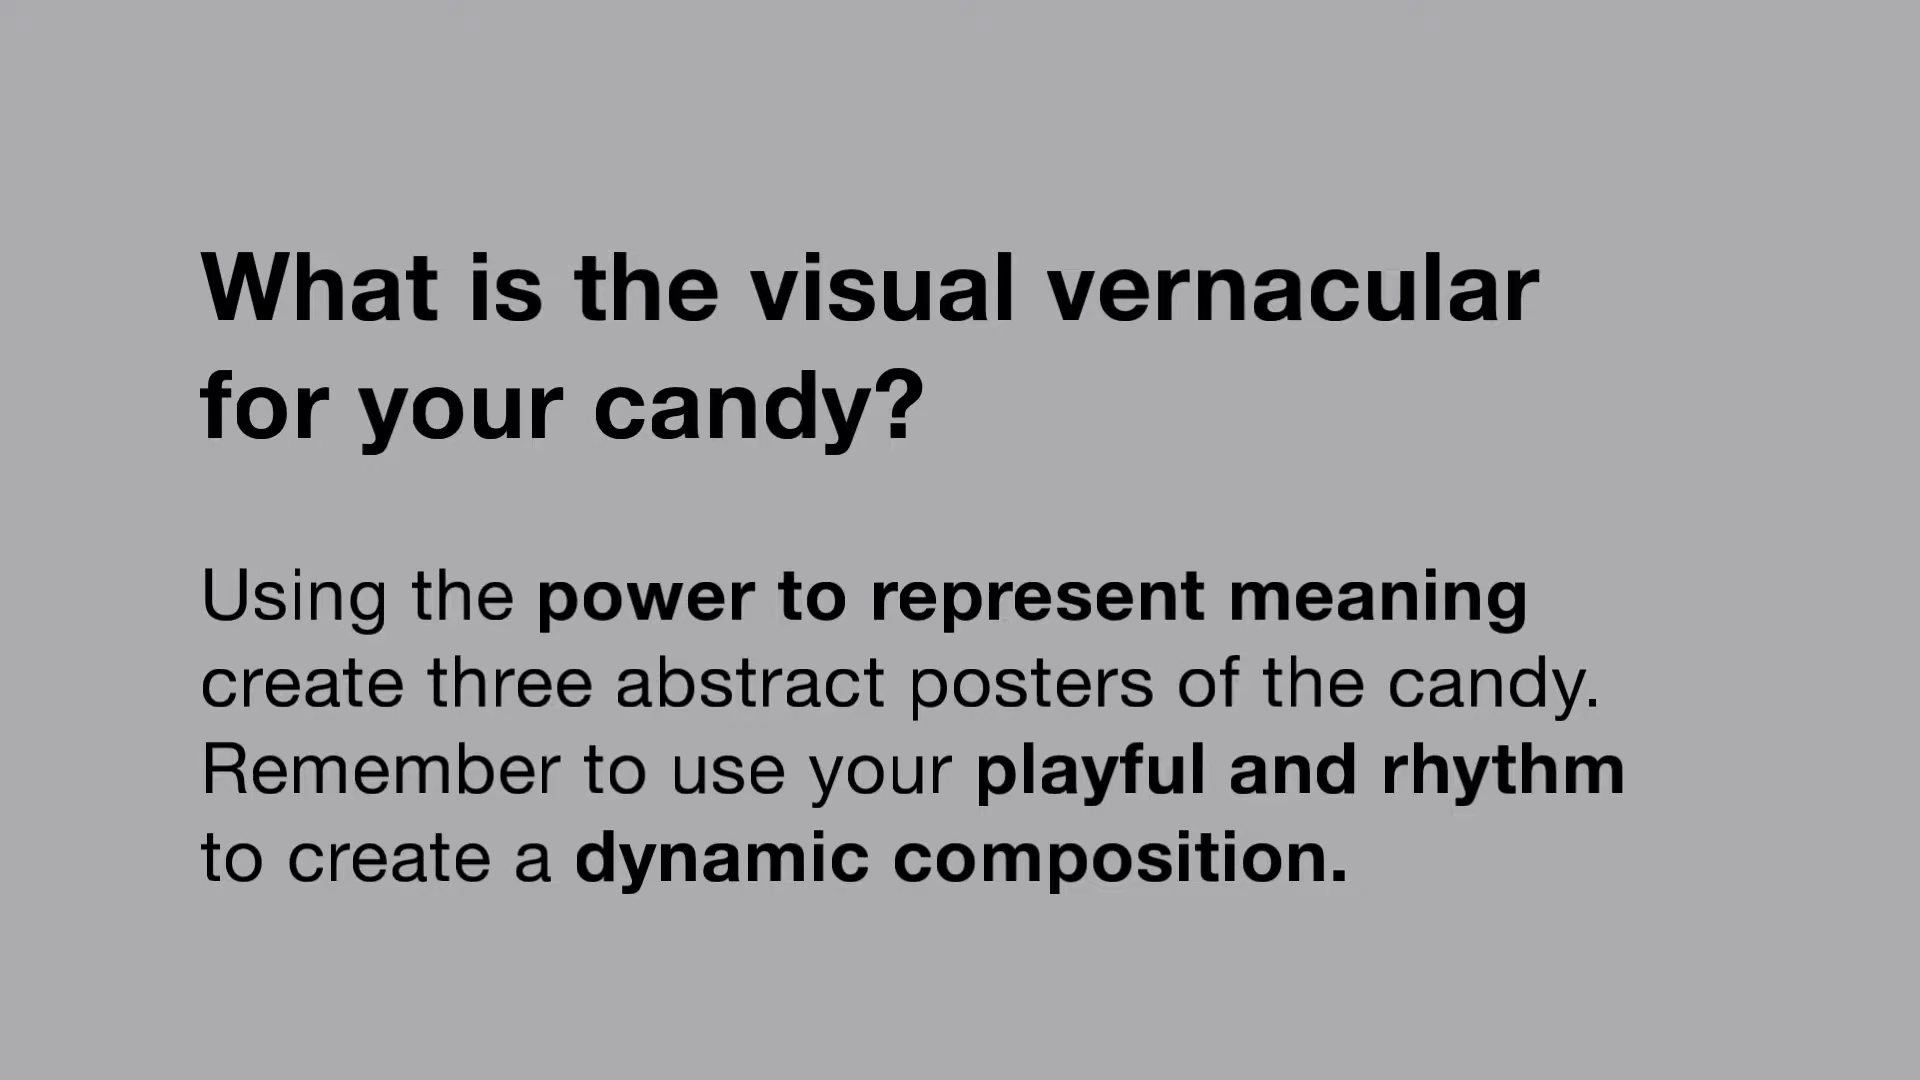 What is the visual vernacular
for your candy?
Using the power to represent meaning
create three abstract posters of the candy.
Remember to use your playful and rhythm
to create a dynamic composition.